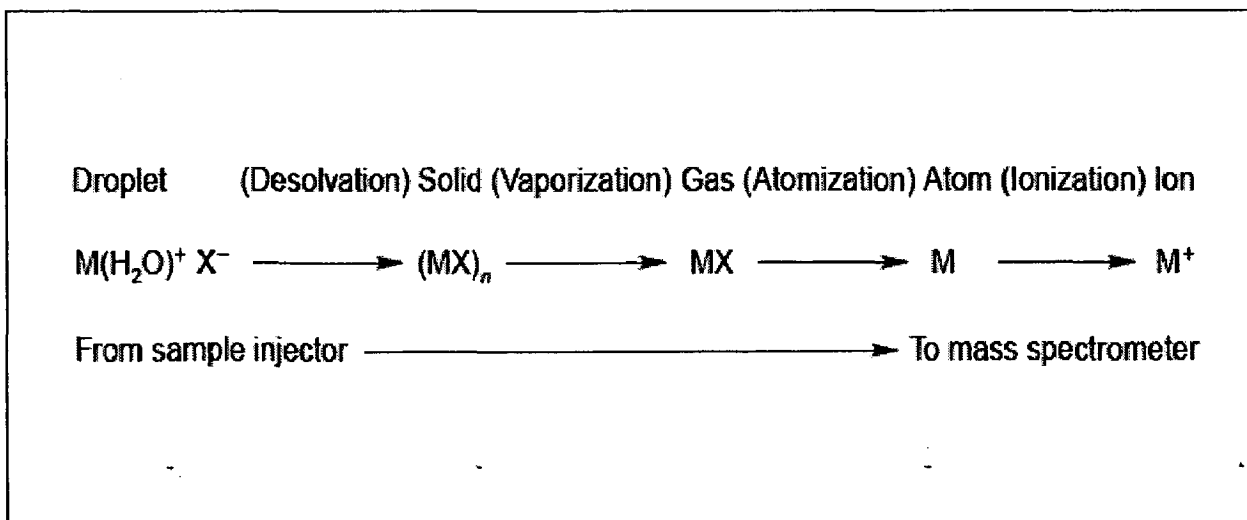 Droplet (Desolvation) Solid (Vaporization) Gas (Atomization) Atom (Ionization) Ion
M(H₂O)⁺ X⁻ ⟶ (MX)ₙ ⟶ MX ⟶ M ⟶ M⁺
From sample injector ⟶ To mass spectrometer